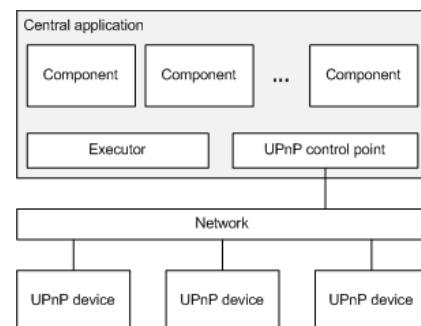 Central application
Component Component ... Component
Executor UPnP control point
Network
UPnP device UPnP device UPnP device